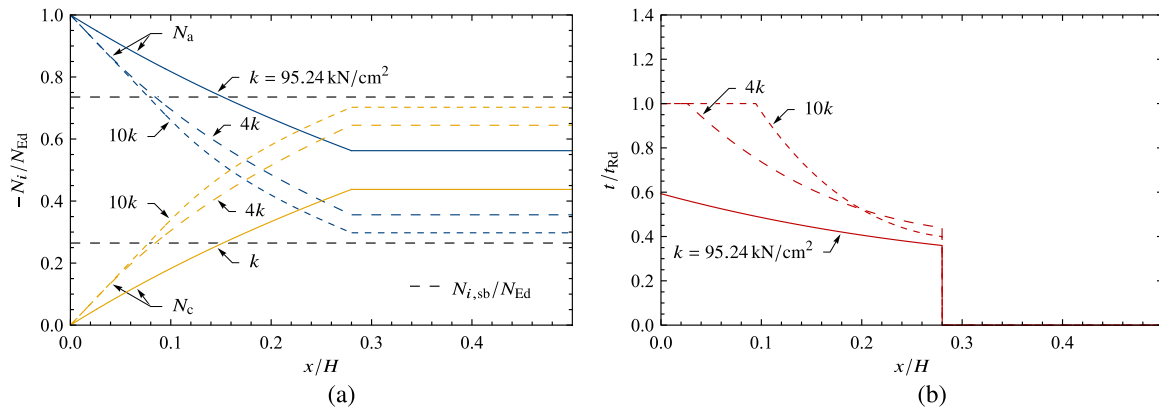 1.0
0.8
0.6
0.4
0.2
0.0
−N_i/N_Ed
N_a
k = 95.24 kN/cm²
4k
10k
10k
4k
k
N_c
N_i,sb/N_Ed
0.0 0.1 0.2 0.3 0.4
x/H
(a)
1.4
1.2
1.0
0.8
0.6
0.4
0.2
0.0
t/t_Rd
4k
10k
k = 95.24 kN/cm²
0.0 0.1 0.2 0.3 0.4
x/H
(b)